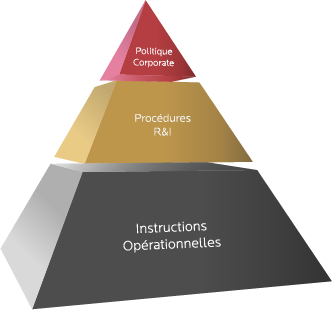 Politique
Corporate
Procédures
R&I
Instructions
Opérationnelles